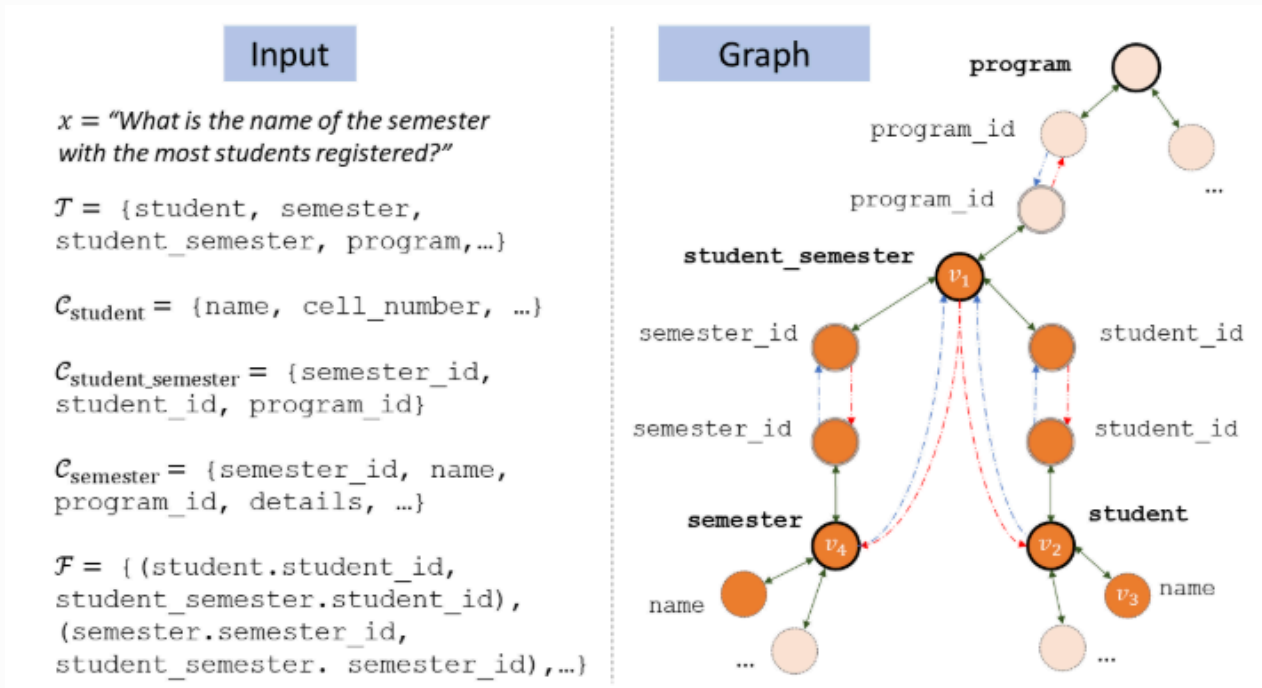 Input
x = “What is the name of the semester
with the most students registered?”
𝒯 = {student, semester,
student_semester, program,…}
𝒞student = {name, cell_number, …}
𝒞student_semester = {semester_id,
student_id, program_id}
𝒞semester = {semester_id, name,
program_id, details, …}
ℱ = {(student.student_id,
student_semester.student_id),
(semester.semester_id,
student_semester. semester_id),…}
Graph
program
program_id
...
program_id
student_semester
v₁
semester_id
student_id
semester_id
student_id
semester
v₄
student
v₂
name
v₃ name
...
...